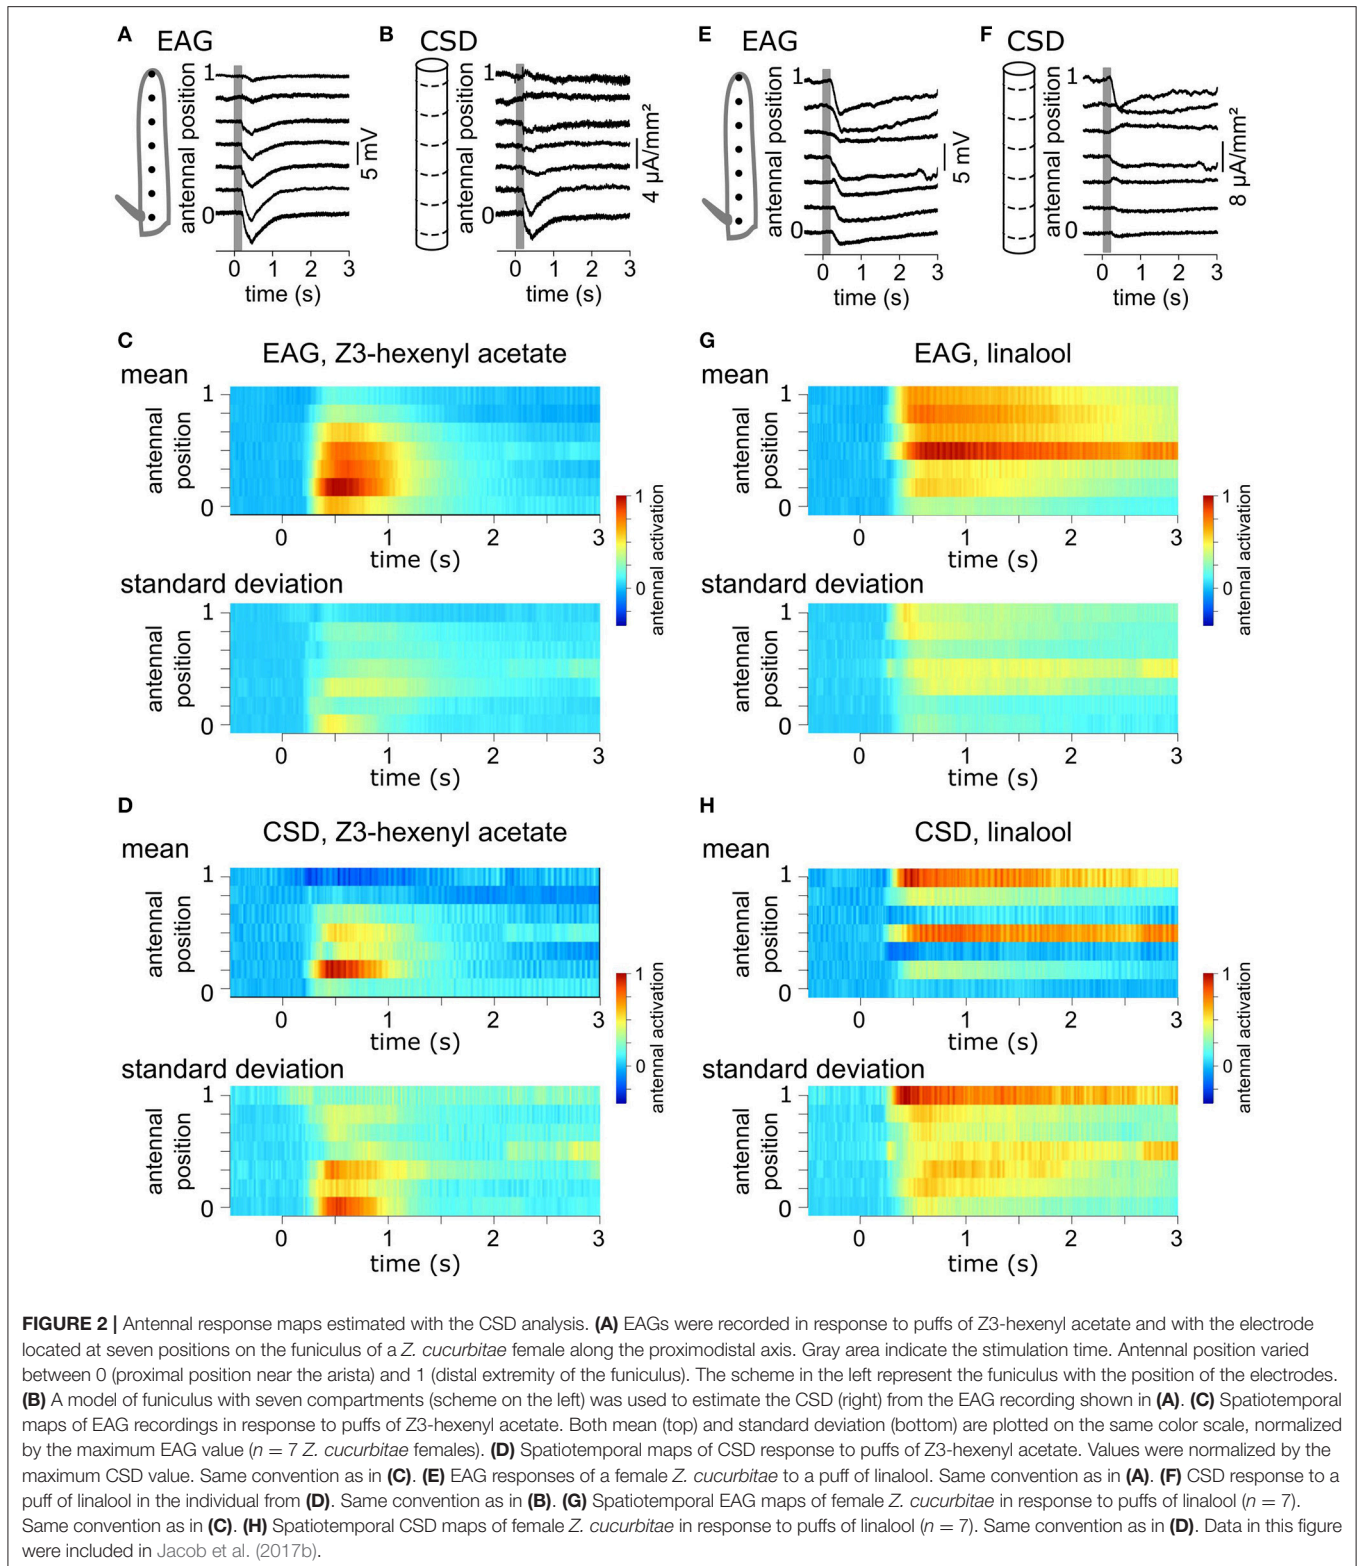 A EAG
antennal position
1
0
5 mV
0 1 2 3
time (s)
B CSD
antennal position
1
0
4 µA/mm²
0 1 2 3
time (s)
E EAG
antennal position
1
0
5 mV
0 1 2 3
time (s)
F CSD
antennal position
1
0
8 µA/mm²
0 1 2 3
time (s)
C
EAG, Z3-hexenyl acetate
mean
antennal
position
1
0
0 1 2 3
time (s)
standard deviation
antennal
position
1
0
0 1 2 3
time (s)
1
0
antennal activation
G
EAG, linalool
mean
antennal
position
1
0
0 1 2 3
time (s)
standard deviation
antennal
position
1
0
0 1 2 3
time (s)
1
0
antennal activation
D
CSD, Z3-hexenyl acetate
mean
antennal
position
1
0
0 1 2 3
time (s)
standard deviation
antennal
position
1
0
0 1 2 3
time (s)
1
0
antennal activation
H
CSD, linalool
mean
antennal
position
1
0
0 1 2 3
time (s)
standard deviation
antennal
position
1
0
0 1 2 3
time (s)
1
0
antennal activation
FIGURE 2 | Antennal response maps estimated with the CSD analysis. (A) EAGs were recorded in response to puffs of Z3-hexenyl acetate and with the electrode
located at seven positions on the funiculus of a Z. cucurbitae female along the proximodistal axis. Gray area indicate the stimulation time. Antennal position varied
between 0 (proximal position near the arista) and 1 (distal extremity of the funiculus). The scheme in the left represent the funiculus with the position of the electrodes.
(B) A model of funiculus with seven compartments (scheme on the left) was used to estimate the CSD (right) from the EAG recording shown in (A). (C) Spatiotemporal
maps of EAG recordings in response to puffs of Z3-hexenyl acetate. Both mean (top) and standard deviation (bottom) are plotted on the same color scale, normalized
by the maximum EAG value (n = 7 Z. cucurbitae females). (D) Spatiotemporal maps of CSD response to puffs of Z3-hexenyl acetate. Values were normalized by the
maximum CSD value. Same convention as in (C). (E) EAG responses of a female Z. cucurbitae to a puff of linalool. Same convention as in (A). (F) CSD response to a
puff of linalool in the individual from (D). Same convention as in (B). (G) Spatiotemporal EAG maps of female Z. cucurbitae in response to puffs of linalool (n = 7).
Same convention as in (C). (H) Spatiotemporal CSD maps of female Z. cucurbitae in response to puffs of linalool (n = 7). Same convention as in (D). Data in this figure
were included in Jacob et al. (2017b).